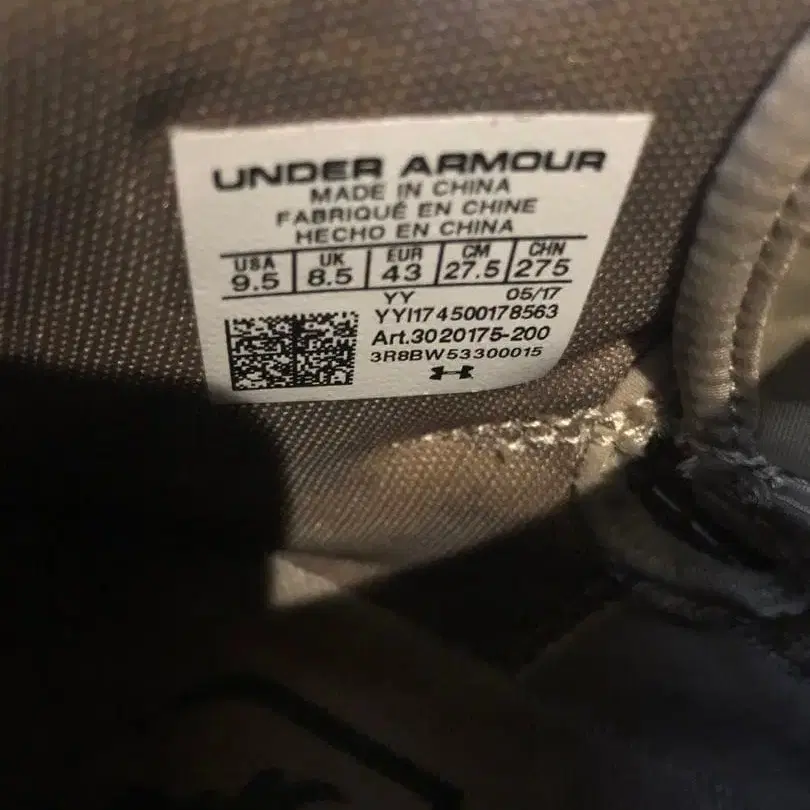 UNDER ARMOUR
MADE IN CHINA
FABRIQUÉ EN CHINE
HECHO EN CHINA
USA UK EUR CM CHN
9.5 8.5 43 27.5 275
YY 05/17
YYI174500178563
Art.3020175-200
3R8BW53300015